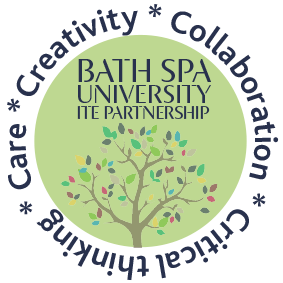 BATH SPA
UNIVERSITY
ITE PARTNERSHIP
Care * Creativity * Collaboration * Critical thinking *